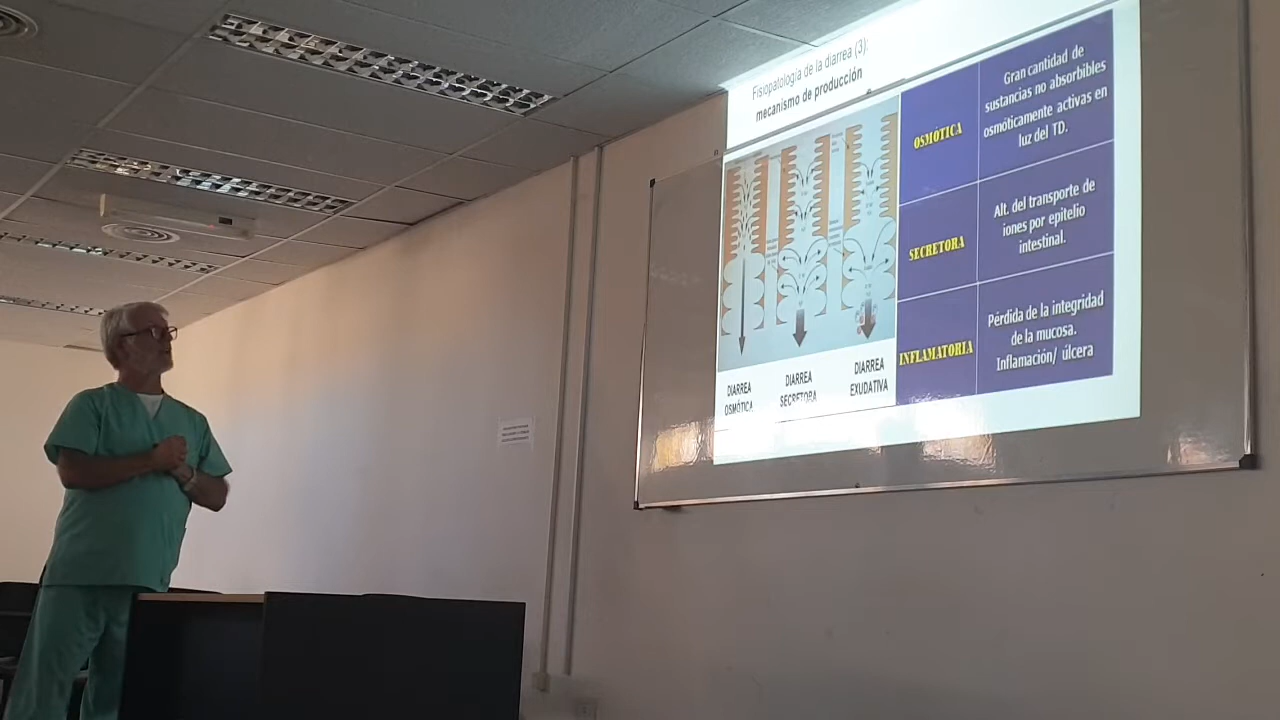 Fisiopatología de la diarrea (3):
mecanismo de producción
OSMÓTICA
Gran cantidad de
sustancias no absorbibles
osmóticamente activas en
luz del TD.
SECRETORA
Alt. del transporte de
iones por epitelio
intestinal.
INFLAMATORIA
Pérdida de la integridad
de la mucosa.
Inflamación/ úlcera
DIARREA
OSMÓTICA
DIARREA
SECRETORA
DIARREA
EXUDATIVA